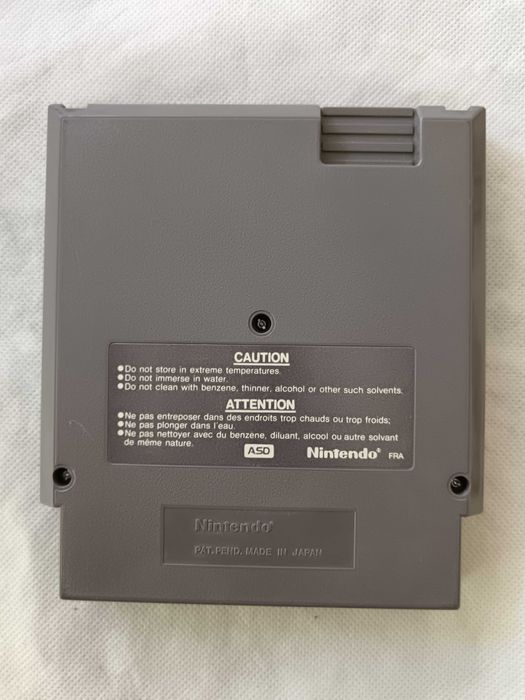 CAUTION
●Do not store in extreme temperatures.
●Do not immerse in water.
●Do not clean with benzene, thinner, alcohol or other such solvents.
ATTENTION
●Ne pas entreposer dans des endroits trop chauds ou trop froids;
●Ne pas plonger dans l'eau.
●Ne pas nettoyer avec du benzène, diluant, alcool ou autre solvant
de même nature.
ASD Nintendo® FRA
Nintendo®
PAT. PEND. MADE IN JAPAN